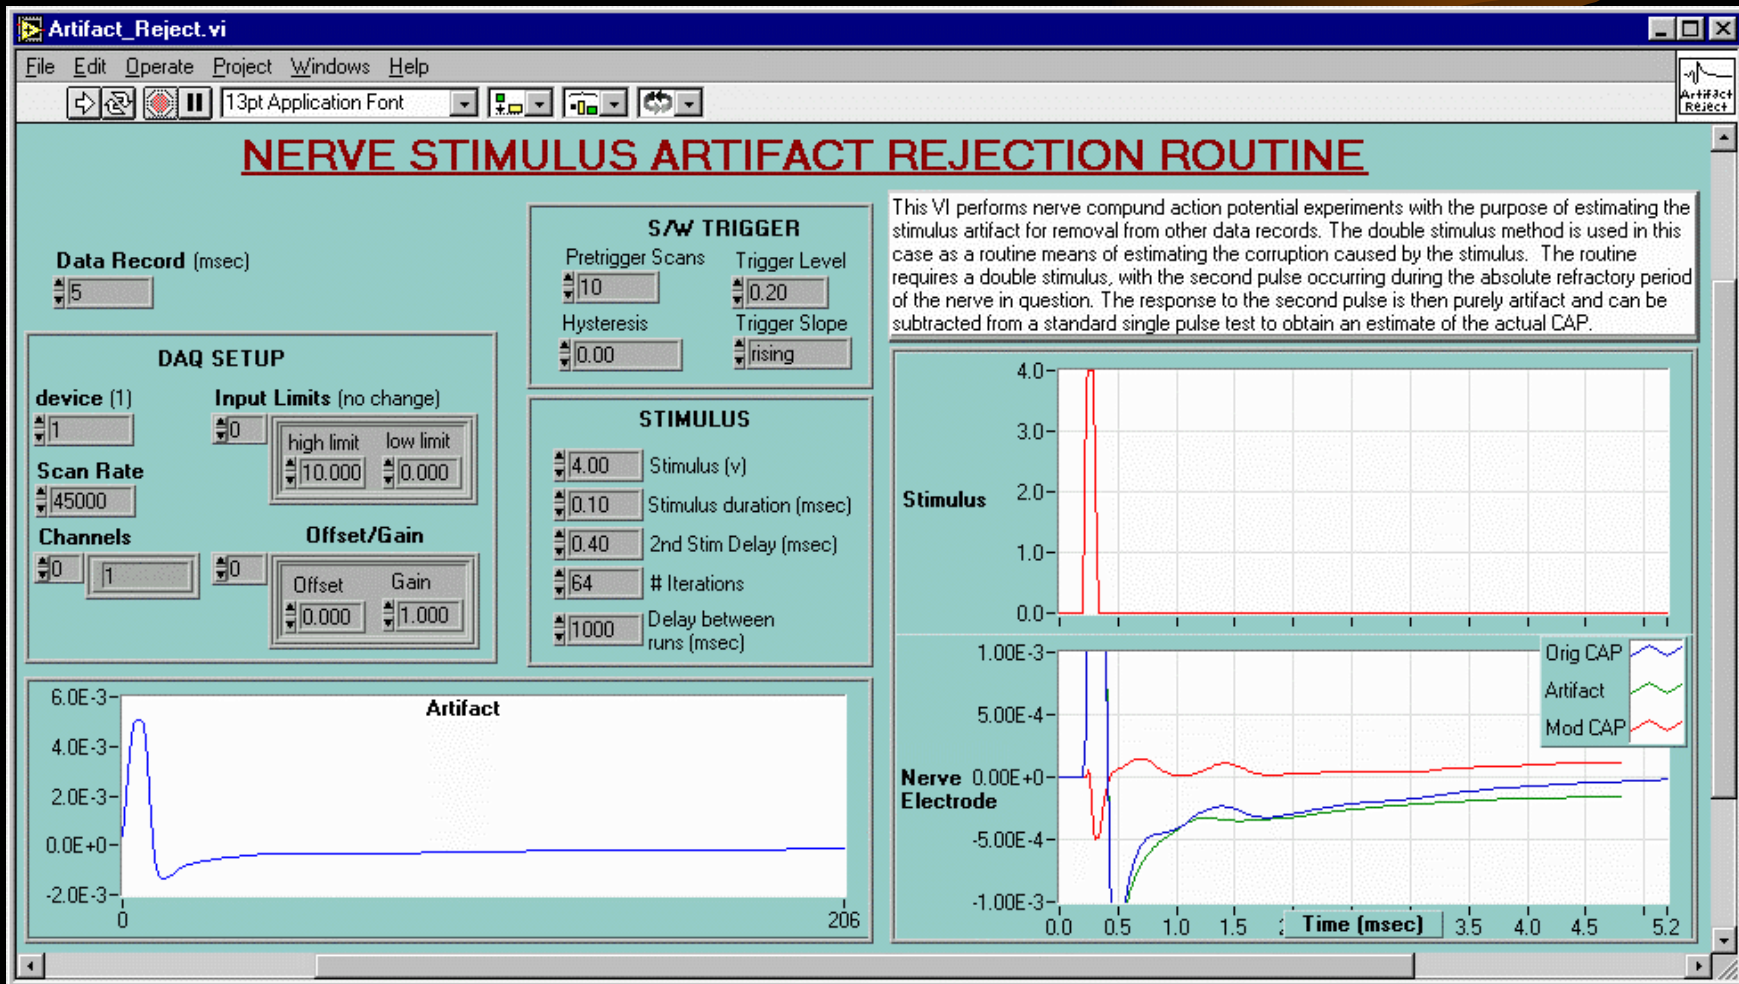 Artifact_Reject.vi
File Edit Operate Project Windows Help
13pt Application Font
Artifact
Reject
NERVE STIMULUS ARTIFACT REJECTION ROUTINE
Data Record (msec)
5
DAQ SETUP
device (1)
1
Input Limits (no change)
0
high limit low limit
10.000 0.000
Scan Rate
45000
Channels
0 1
Offset/Gain
0
Offset Gain
0.000 1.000
S/W TRIGGER
Pretrigger Scans Trigger Level
10 0.20
Hysteresis Trigger Slope
0.00 rising
STIMULUS
4.00 Stimulus (v)
0.10 Stimulus duration (msec)
0.40 2nd Stim Delay (msec)
64 # Iterations
1000 Delay between
runs (msec)
This VI performs nerve compund action potential experiments with the purpose of estimating the
stimulus artifact for removal from other data records. The double stimulus method is used in this
case as a routine means of estimating the corruption caused by the stimulus. The routine
requires a double stimulus, with the second pulse occurring during the absolute refractory period
of the nerve in question. The response to the second pulse is then purely artifact and can be
subtracted from a standard single pulse test to obtain an estimate of the actual CAP.
Artifact
6.0E-3
4.0E-3
2.0E-3
0.0E+0
-2.0E-3
0 206
Stimulus
4.0
3.0
2.0
1.0
0.0
Nerve
Electrode
1.00E-3
5.00E-4
0.00E+0
-5.00E-4
-1.00E-3
Orig CAP
Artifact
Mod CAP
0.0 0.5 1.0 1.5 Time (msec) 3.5 4.0 4.5 5.2